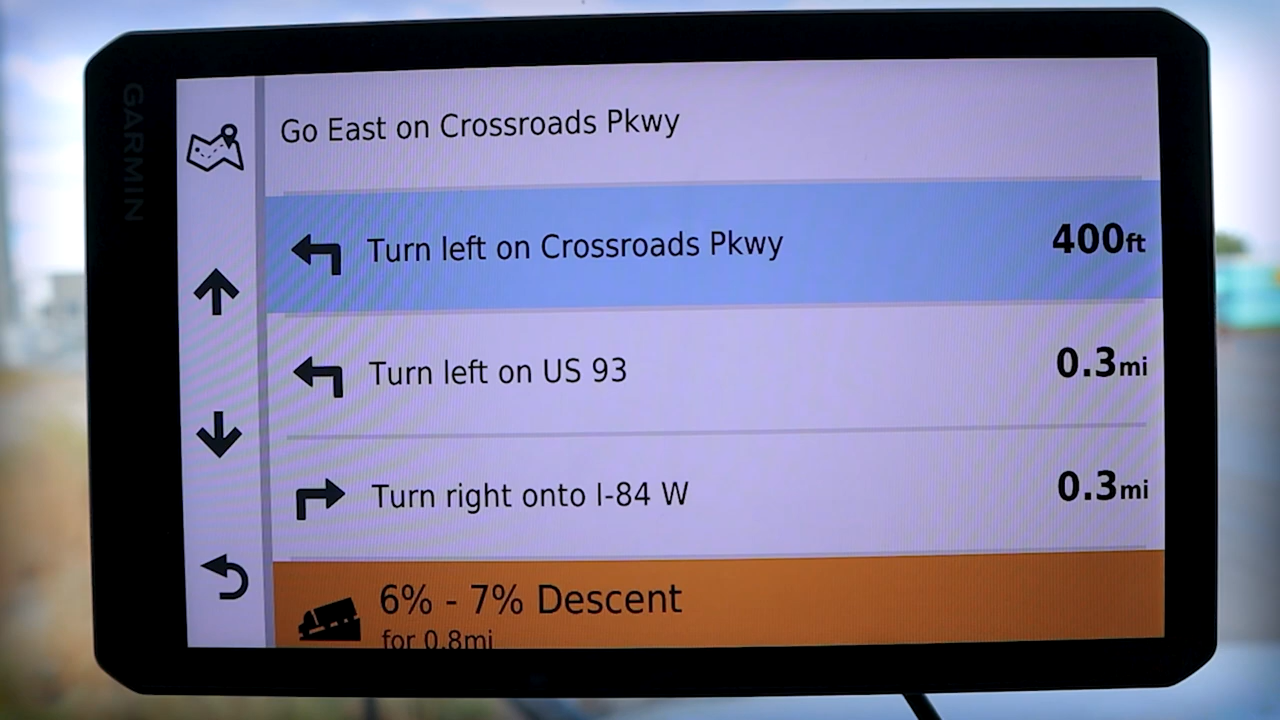 GARMIN
Go East on Crossroads Pkwy
Turn left on Crossroads Pkwy 400ft
Turn left on US 93 0.3mi
Turn right onto I-84 W 0.3mi
6% - 7% Descent
for 0.8mi